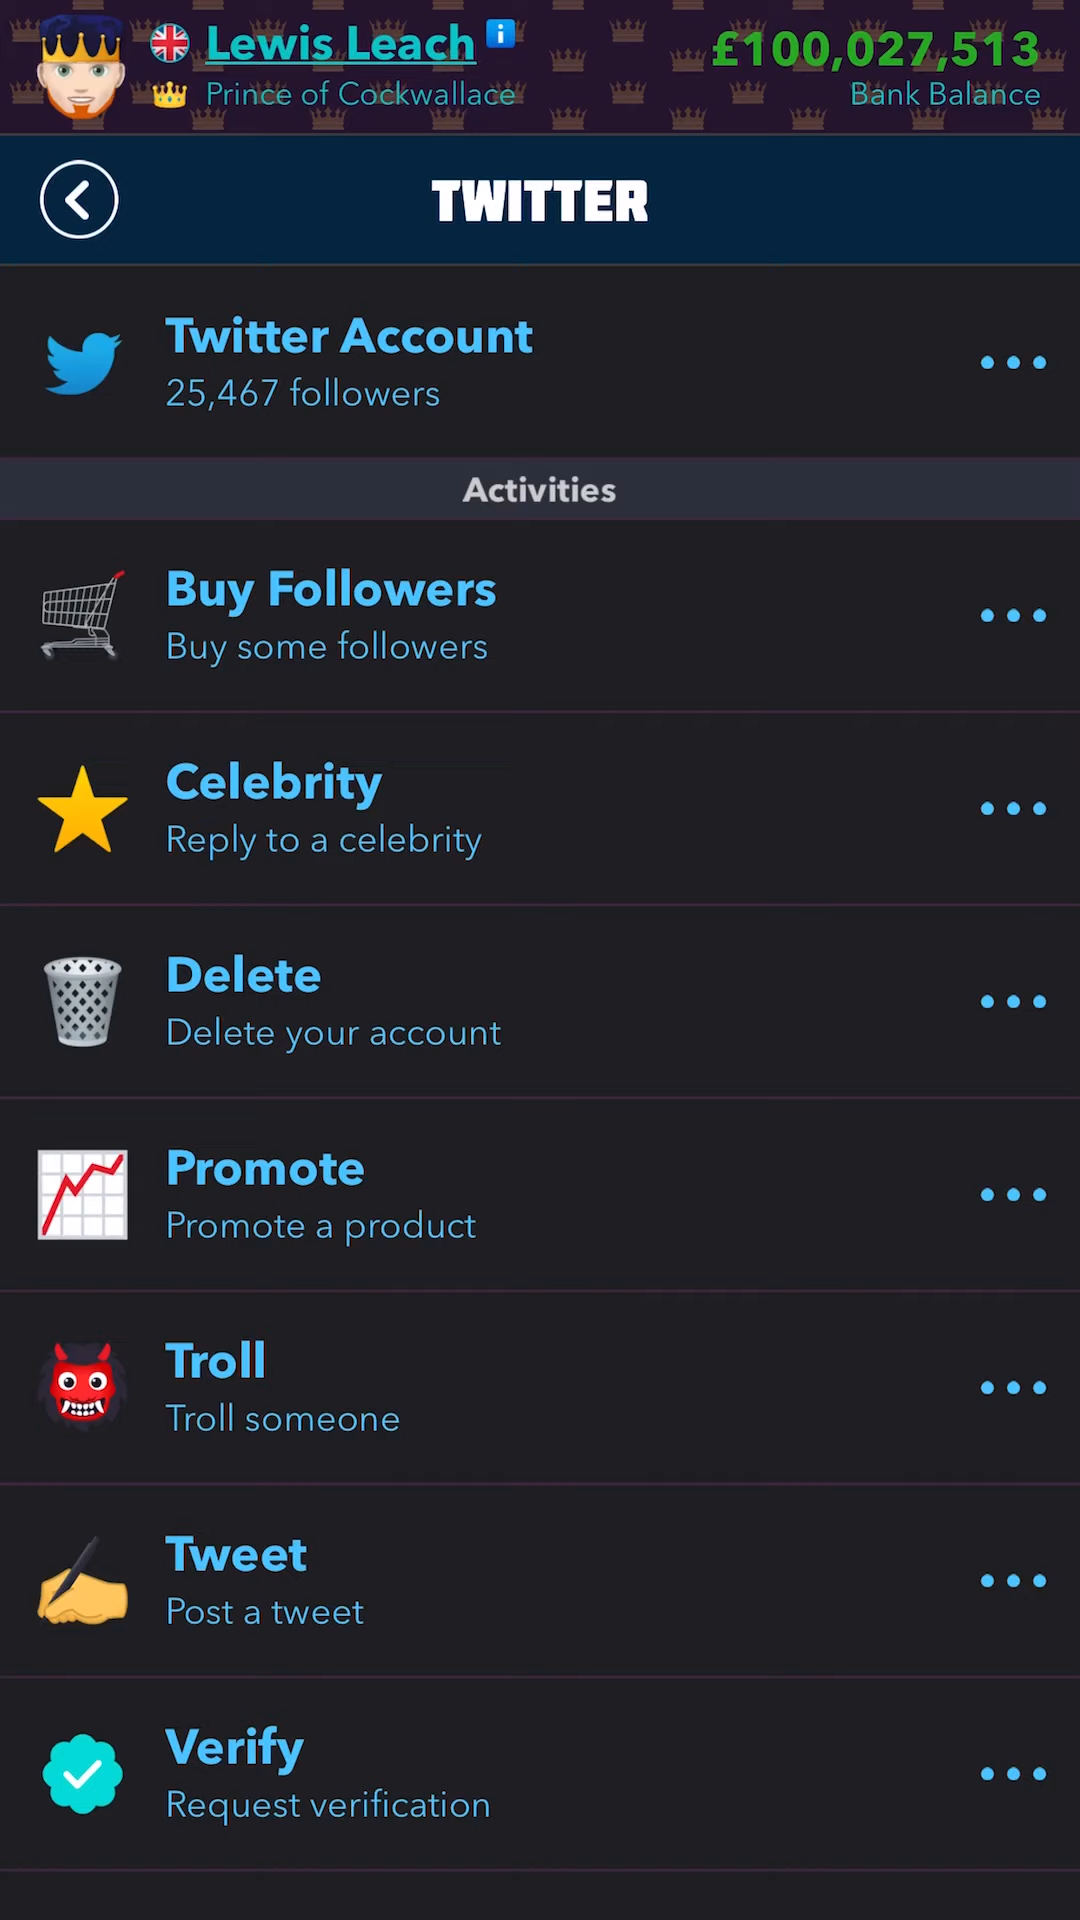 Lewis Leach
Prince of Cockwallace
£100,027,513
Bank Balance
TWITTER
Twitter Account
25,467 followers
Activities
Buy Followers
Buy some followers
Celebrity
Reply to a celebrity
Delete
Delete your account
Promote
Promote a product
Troll
Troll someone
Tweet
Post a tweet
Verify
Request verification